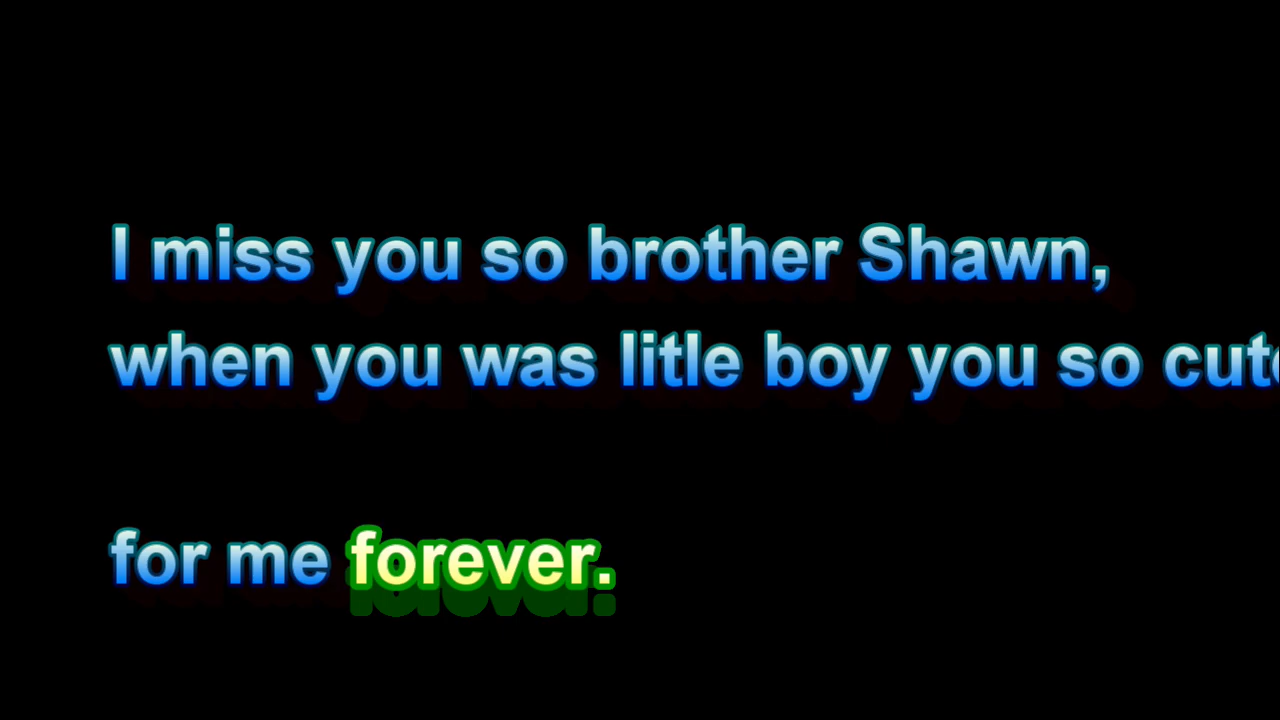 I miss you so brother Shawn,
when you was litle boy you so cute
for me forever.